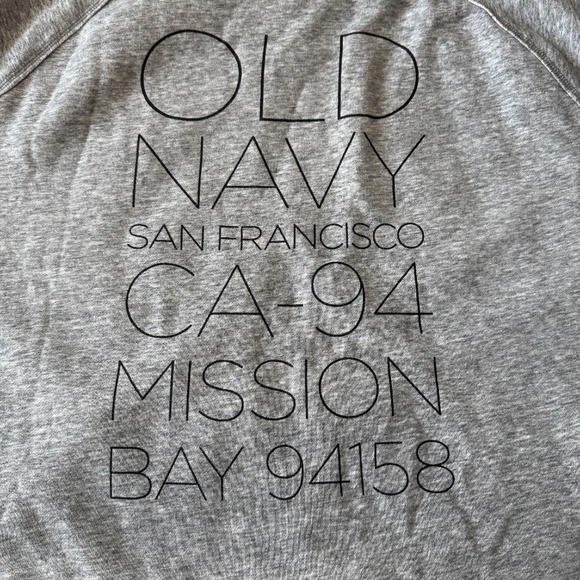 OLD
NAVY
SAN FRANCISCO
CA-94
MISSION
BAY 94158